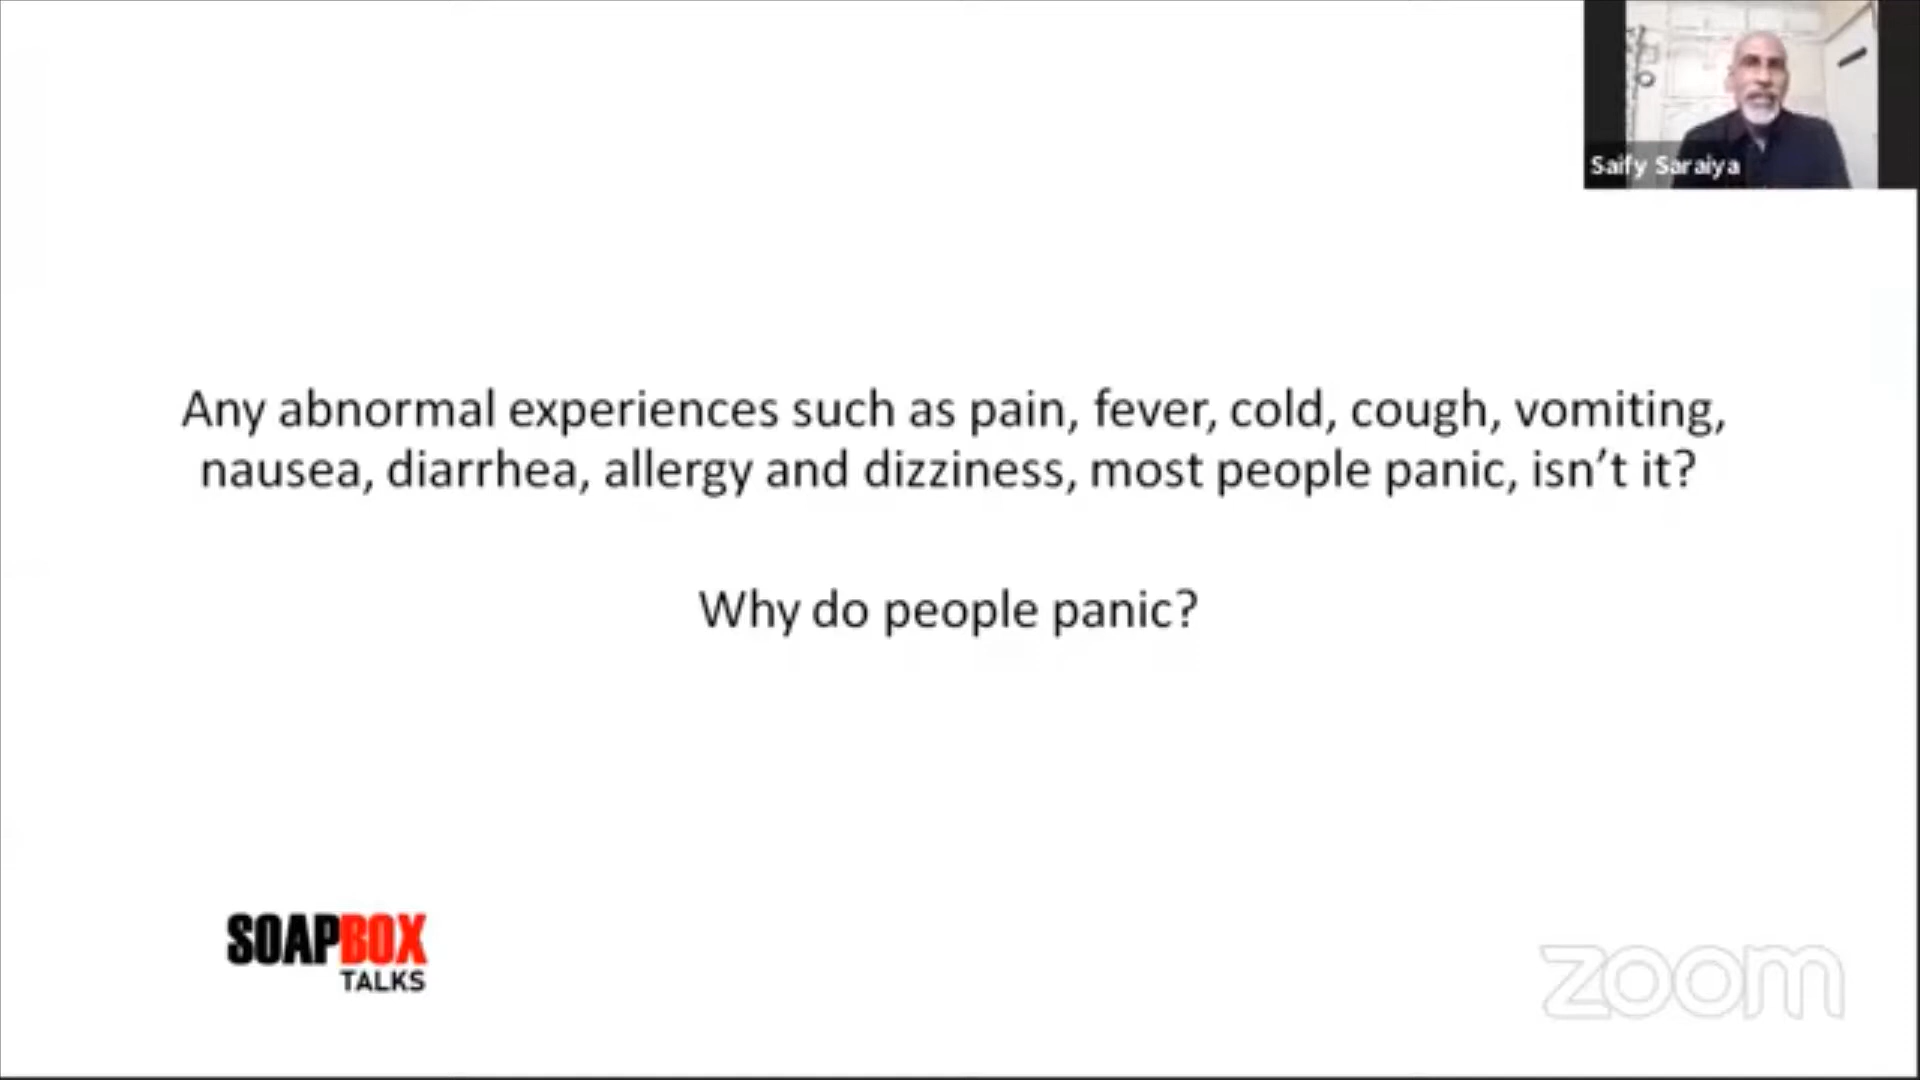 Saify Saraiya
Any abnormal experiences such as pain, fever, cold, cough, vomiting,
nausea, diarrhea, allergy and dizziness, most people panic, isn’t it?
Why do people panic?
SOAPBOX
TALKS
zoom